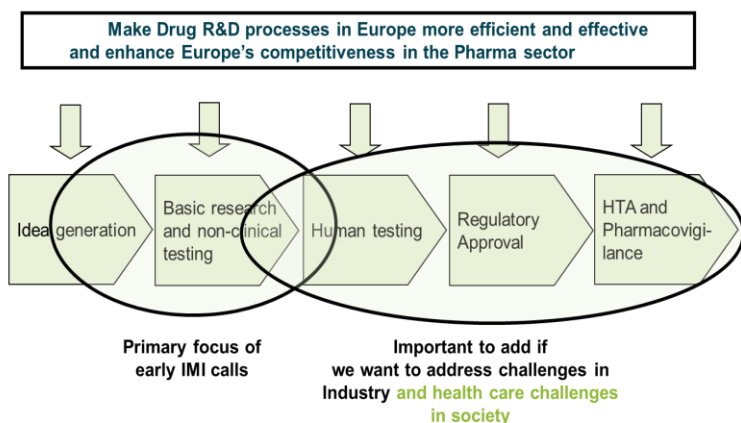 Make Drug R&D processes in Europe more efficient and effective
and enhance Europe's competitiveness in the Pharma sector
Idea generation
Basic research
and non-clinical
testing
Human testing
Regulatory
Approval
HTA and
Pharmacovigi-
lance
Primary focus of
early IMI calls
Important to add if
we want to address challenges in
Industry and health care challenges
in society